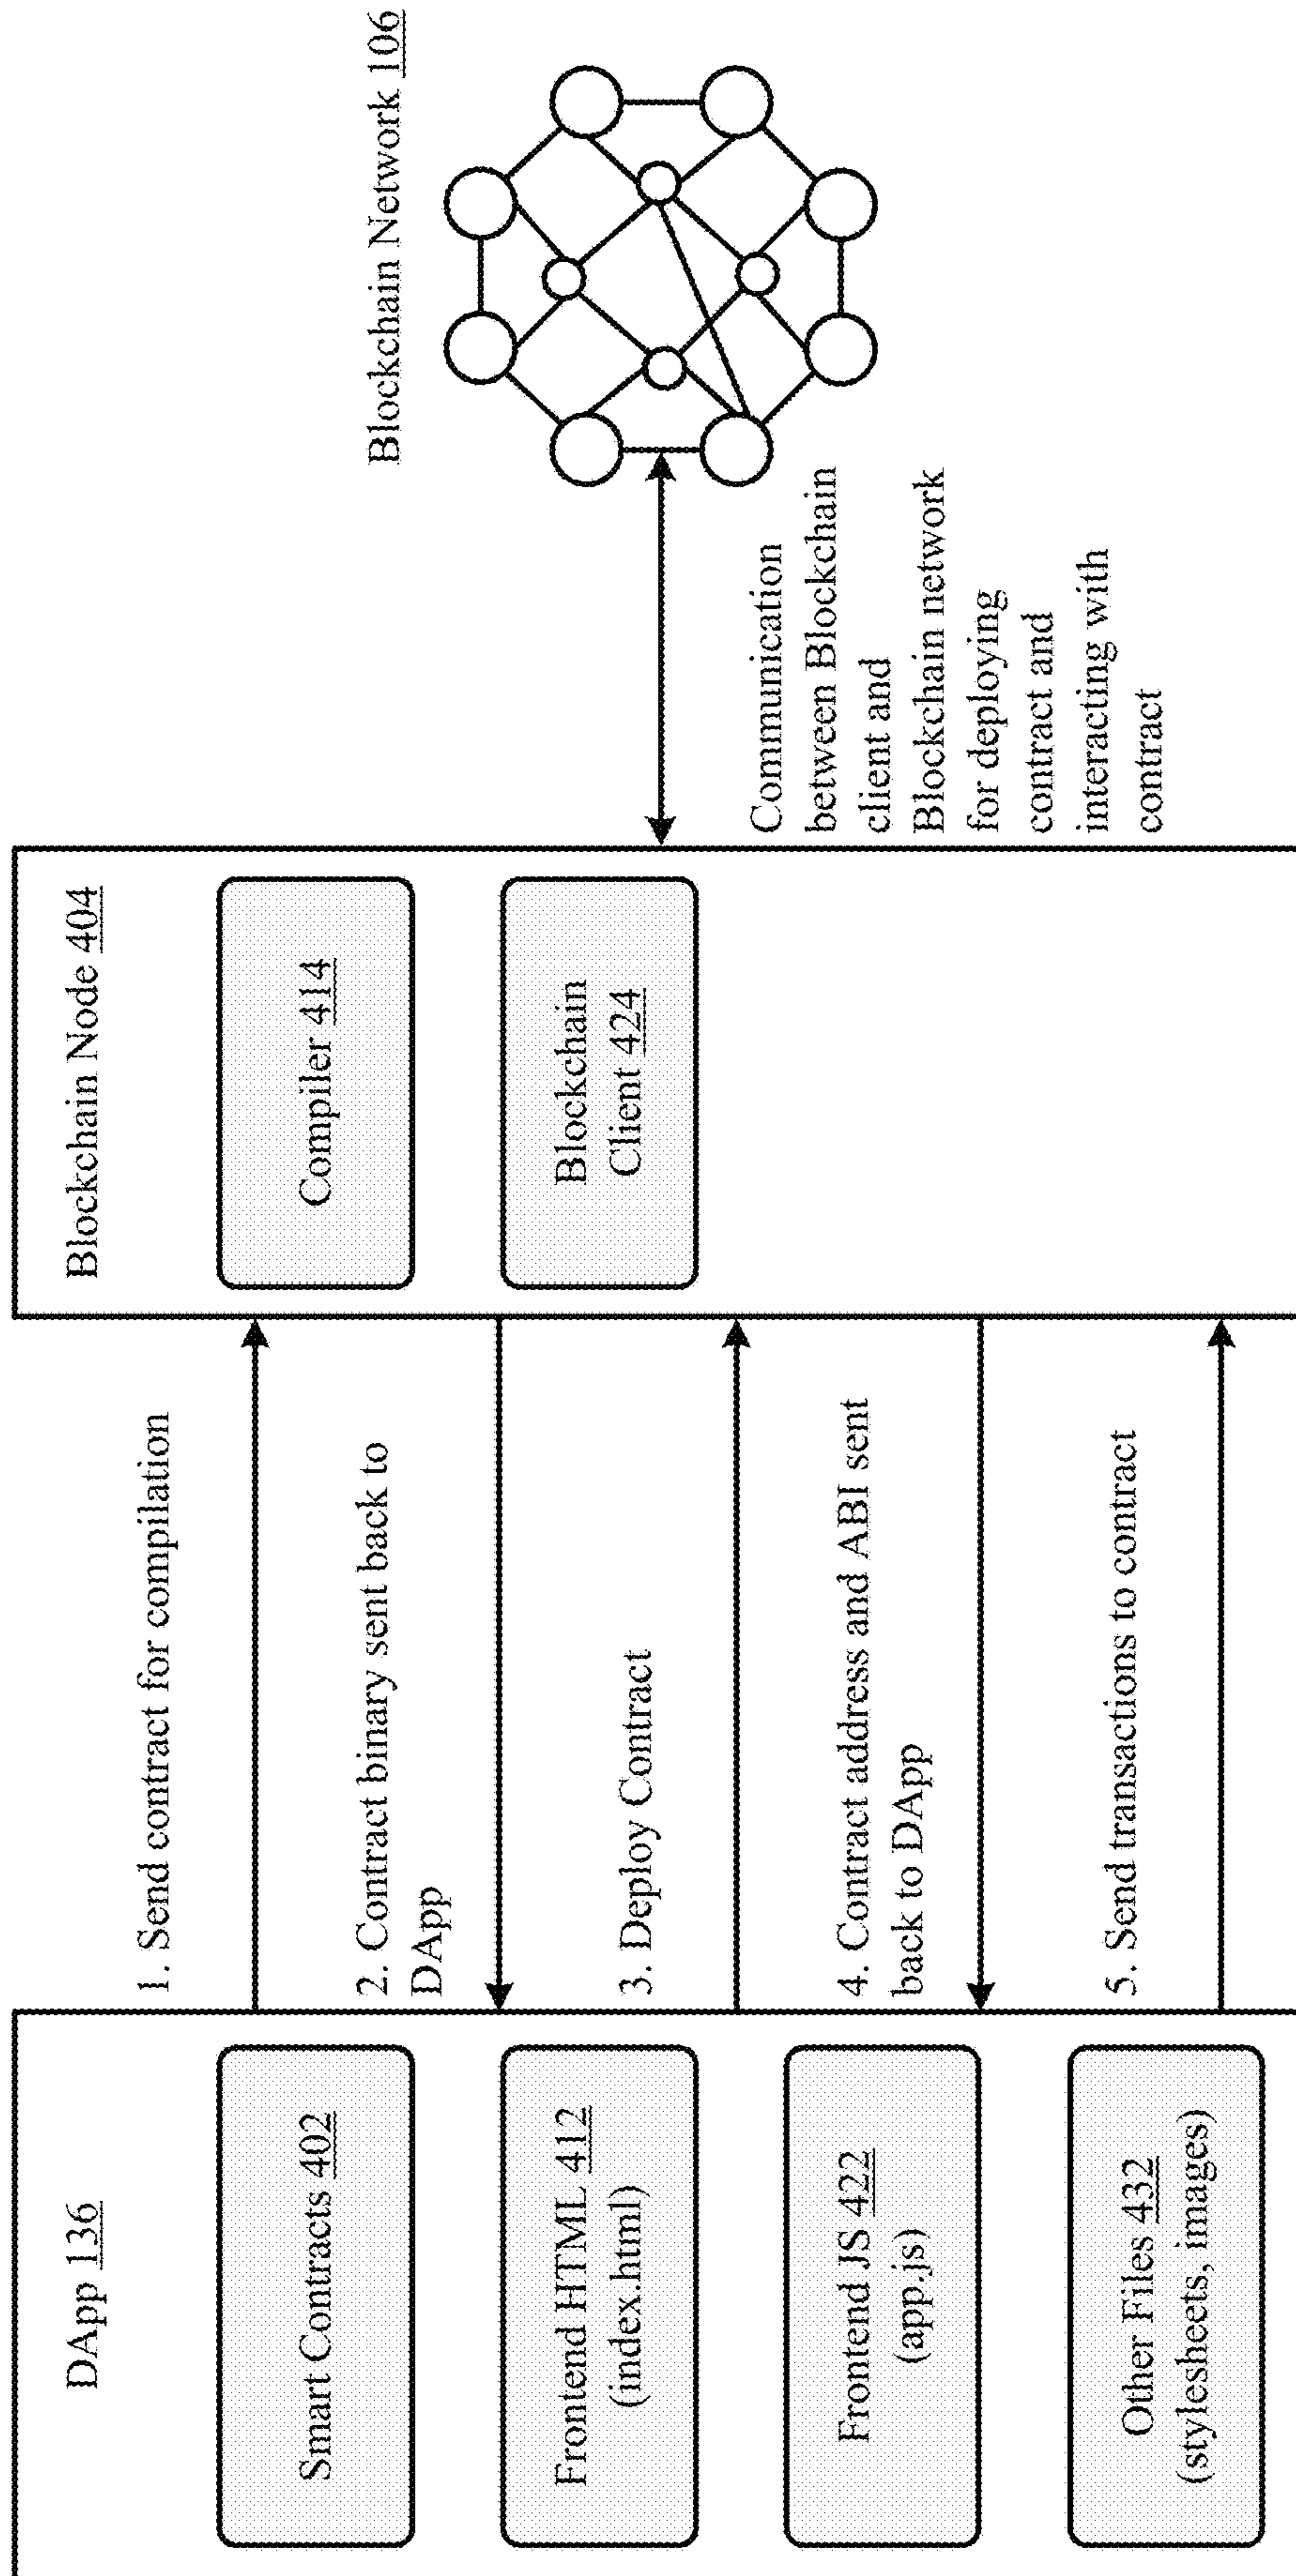 DApp 136
Smart Contracts 402
Frontend HTML 412
(index.html)
Frontend JS 422
(app.js)
Other Files 432
(stylesheets, images)
1. Send contract for compilation
2. Contract binary sent back to
DApp
3. Deploy Contract
4. Contract address and ABI sent
back to DApp
5. Send transactions to contract
Blockchain Node 404
Compiler 414
Blockchain
Client 424
Blockchain Network 106
Communication
between Blockchain
client and
Blockchain network
for deploying
contract and
interacting with
contract